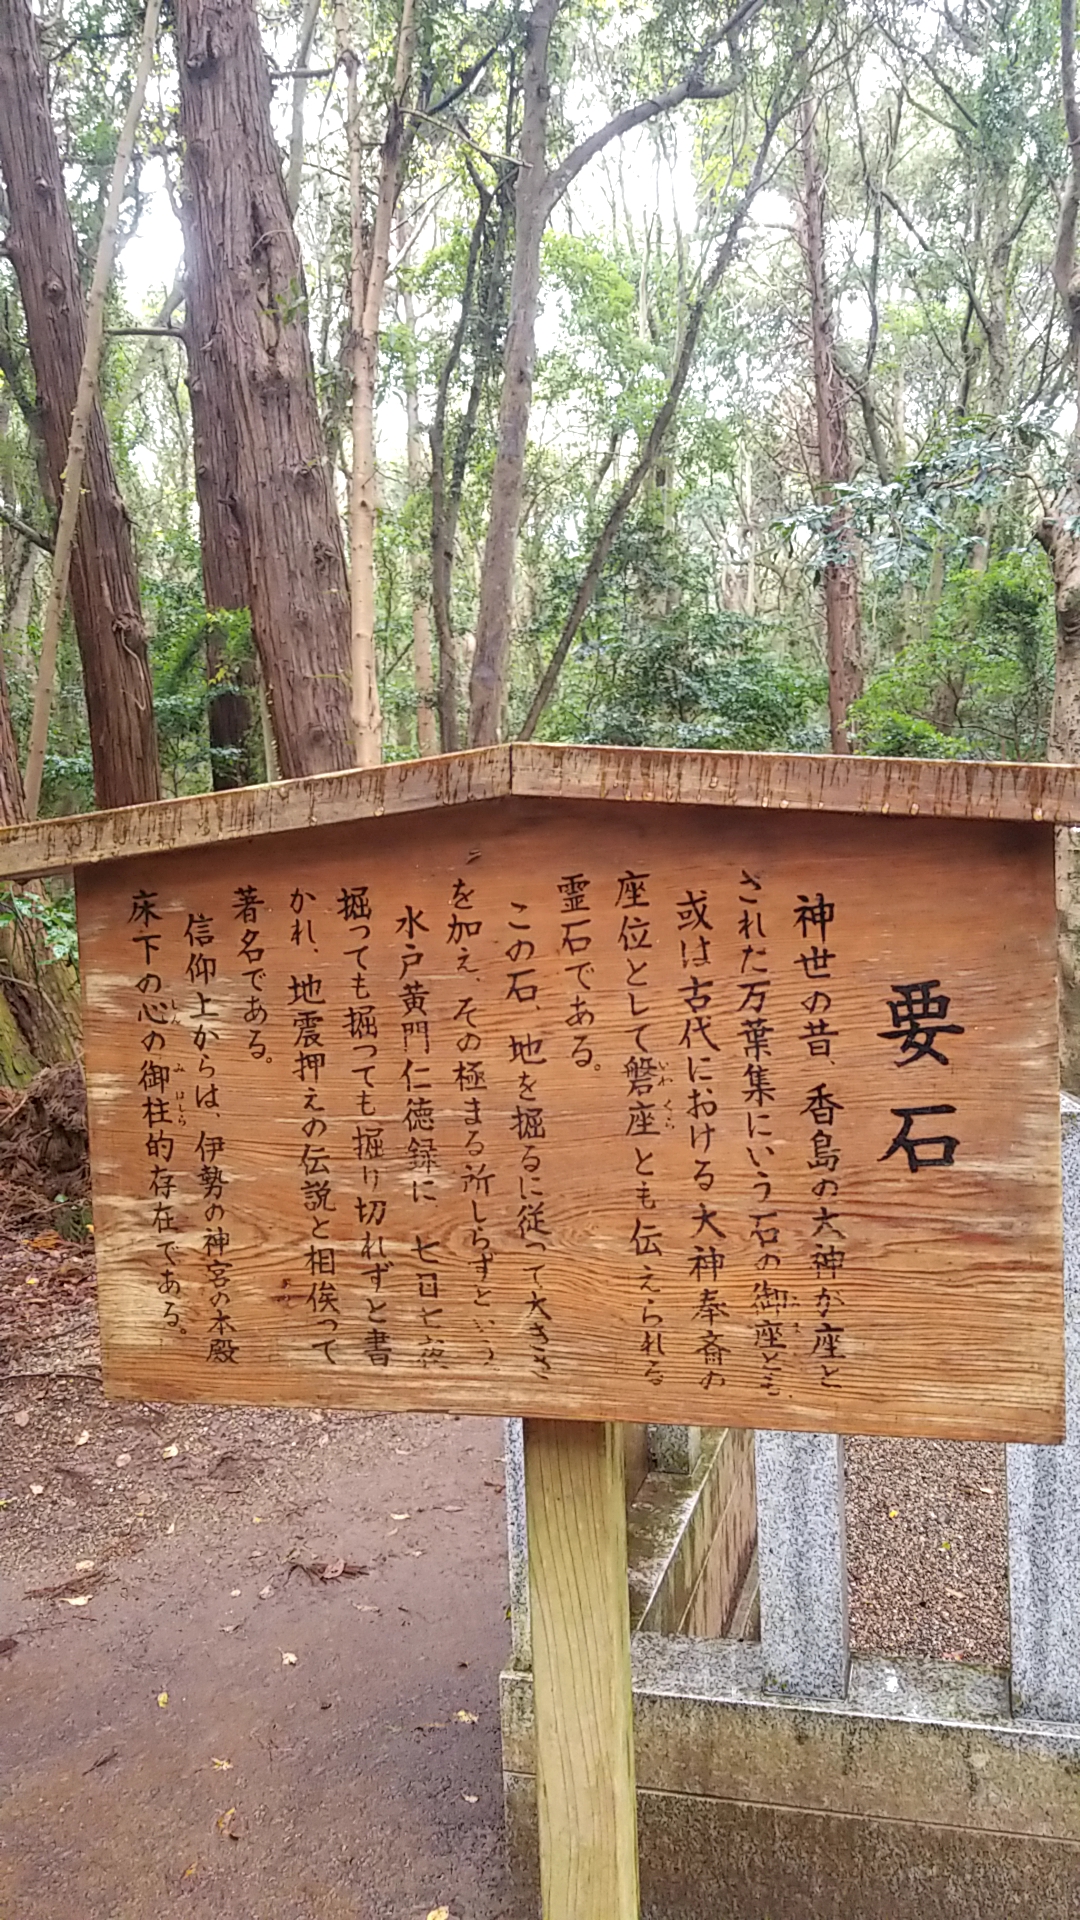 要石
神世の昔、香島の大神が座と
された万葉集にいう石の御座とも
或は古代における大神奉斎の
座位として磐座とも伝えられる
霊石である。
この石、地を掘るに従って大きさ
を加え、その極まる所しらずという
水戸黄門仁徳録に 七日七夜
掘っても掘っても掘り切れずと書
かれ、地震押えの伝説と相俟って
著名である。
信仰上からは、伊勢の神宮の本殿
床下の心の御柱的存在である。